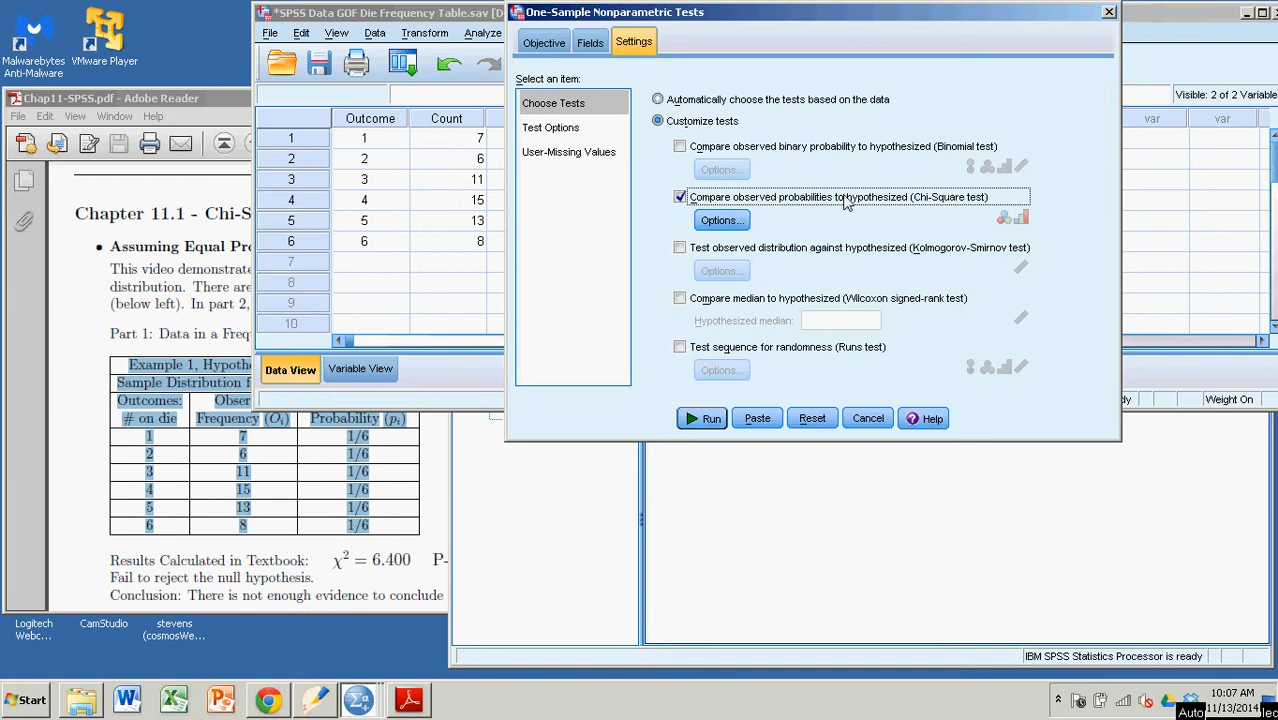 Malwarebytes
Anti-Malware
VMware Player
*SPSS Data GOF Die Frequency Table.sav [D
File Edit View Data Transform Analyze
Visible: 2 of 2 Variable
Outcome Count var var
1 1 7
2 2 6
3 3 11
4 4 15
5 5 13
6 6 8
7
8
9
10
Data View Variable View
Weight On
One-Sample Nonparametric Tests
Objective Fields Settings
Select an item:
Choose Tests
Test Options
User-Missing Values
Automatically choose the tests based on the data
Customize tests
Compare observed binary probability to hypothesized (Binomial test)
Options...
Compare observed probabilities to hypothesized (Chi-Square test)
Options...
Test observed distribution against hypothesized (Kolmogorov-Smirnov test)
Options...
Compare median to hypothesized (Wilcoxon signed-rank test)
Hypothesized median:
Test sequence for randomness (Runs test)
Options...
Run Paste Reset Cancel Help
Chap11-SPSS.pdf - Adobe Reader
File Edit View Window Help
Chapter 11.1 - Chi-S
• Assuming Equal Pro
This video demonstrate
distribution. There are
(below left). In part 2,
Part 1: Data in a Freq
Example 1, Hypothe
Sample Distribution f
Outcomes: Obser
# on die Frequency (Oi) Probability (pi)
1 7 1/6
2 6 1/6
3 11 1/6
4 15 1/6
5 13 1/6
6 8 1/6
Results Calculated in Textbook: χ² = 6.400 P-
Fail to reject the null hypothesis.
Conclusion: There is not enough evidence to conclude
Logitech
Webc...
CamStudio
stevens
(cosmosWe...
IBM SPSS Statistics Processor is ready
Start
10:07 AM
11/13/2014